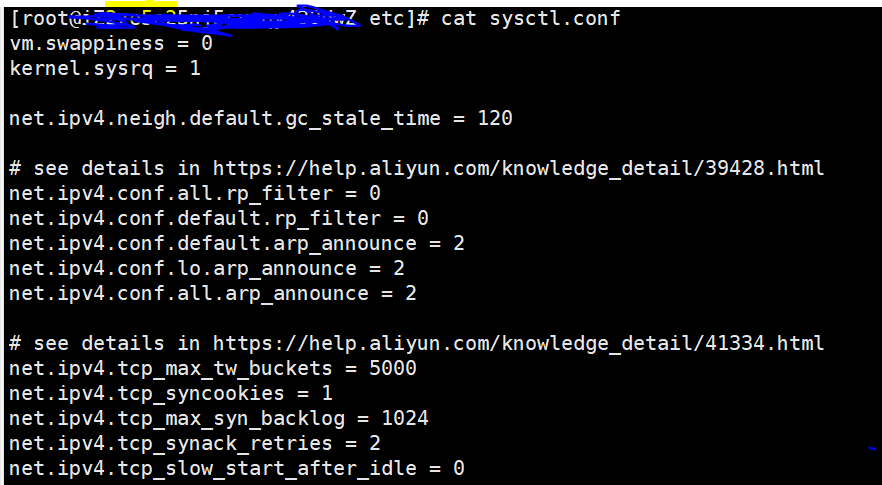 [root@ etc]# cat sysctl.conf
vm.swappiness = 0
kernel.sysrq = 1
net.ipv4.neigh.default.gc_stale_time = 120
# see details in https://help.aliyun.com/knowledge_detail/39428.html
net.ipv4.conf.all.rp_filter = 0
net.ipv4.conf.default.rp_filter = 0
net.ipv4.conf.default.arp_announce = 2
net.ipv4.conf.lo.arp_announce = 2
net.ipv4.conf.all.arp_announce = 2
# see details in https://help.aliyun.com/knowledge_detail/41334.html
net.ipv4.tcp_max_tw_buckets = 5000
net.ipv4.tcp_syncookies = 1
net.ipv4.tcp_max_syn_backlog = 1024
net.ipv4.tcp_synack_retries = 2
net.ipv4.tcp_slow_start_after_idle = 0